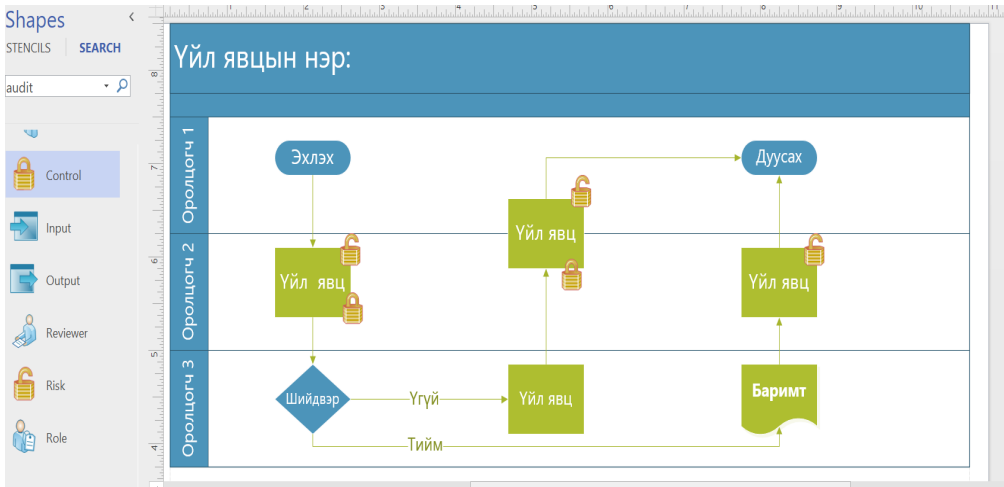 Shapes
STENCILS SEARCH
audit
Control
Input
Output
Reviewer
Risk
Role
Үйл явцын нэр:
Оролцогч 1
Эхлэх
Дуусах
Үйл явц
Оролцогч 2
Үйл явц
Үйл явц
Оролцогч 3
Шийдвэр
Үгүй
Үйл явц
Баримт
Тийм